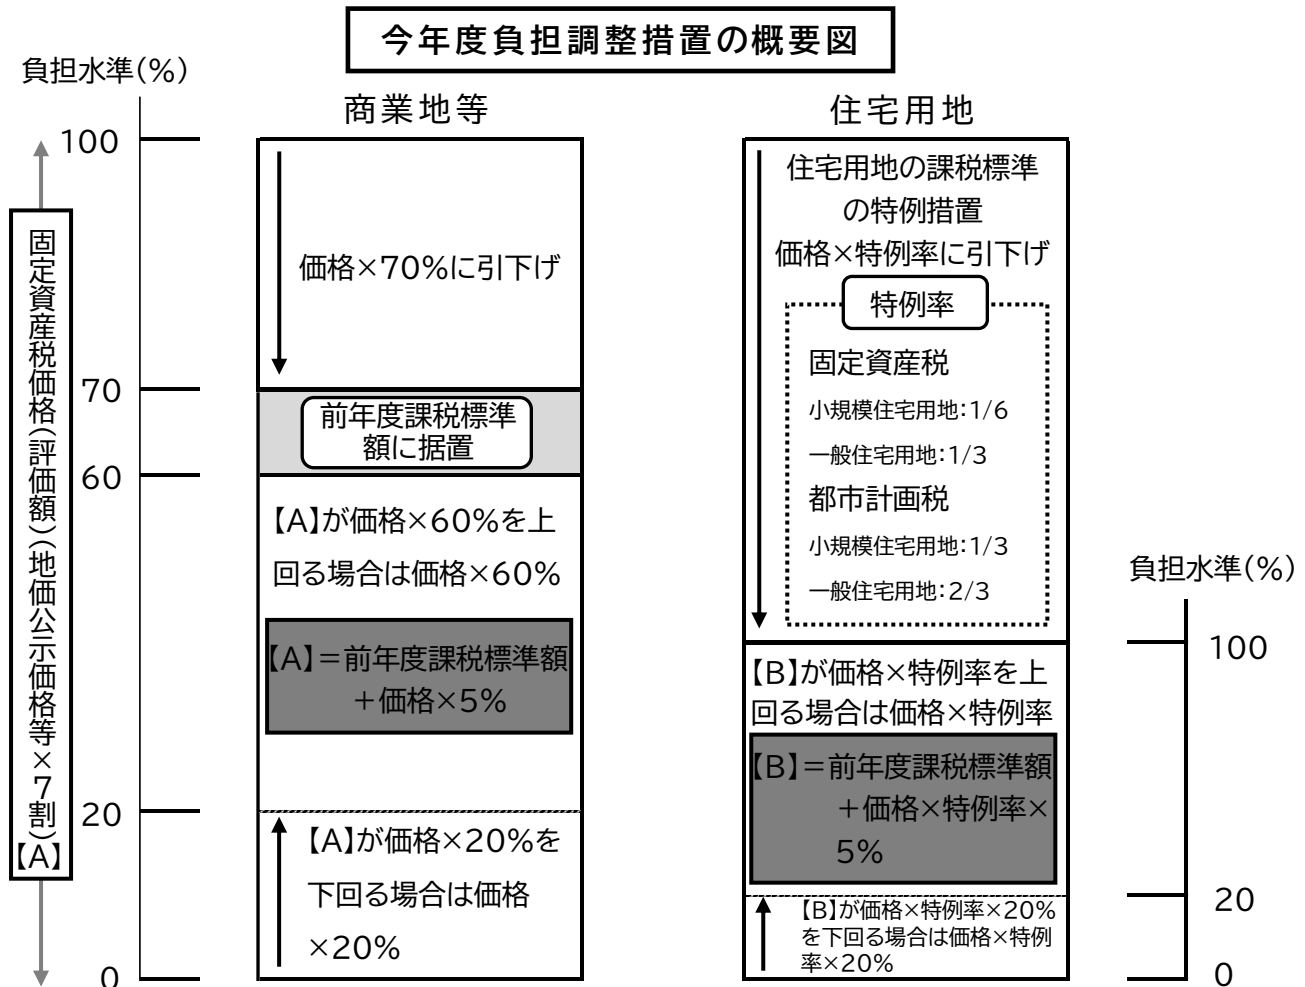 今年度負担調整措置の概要図
負担水準(%)
100
70
60
20
0
固定資産税価格(評価額)(地価公示価格等×7割)【A】
商業地等
価格×70%に引下げ
前年度課税標準
額に据置
【A】が価格×60%を上
回る場合は価格×60%
【A】=前年度課税標準額
+価格×5%
【A】が価格×20%を
下回る場合は価格
×20%
住宅用地
住宅用地の課税標準
の特例措置
価格×特例率に引下げ
特例率
固定資産税
小規模住宅用地:1/6
一般住宅用地:1/3
都市計画税
小規模住宅用地:1/3
一般住宅用地:2/3
【B】が価格×特例率を上
回る場合は価格×特例率
【B】=前年度課税標準額
+価格×特例率×
5%
【B】が価格×特例率×20%
を下回る場合は価格×特例
率×20%
負担水準(%)
100
20
0